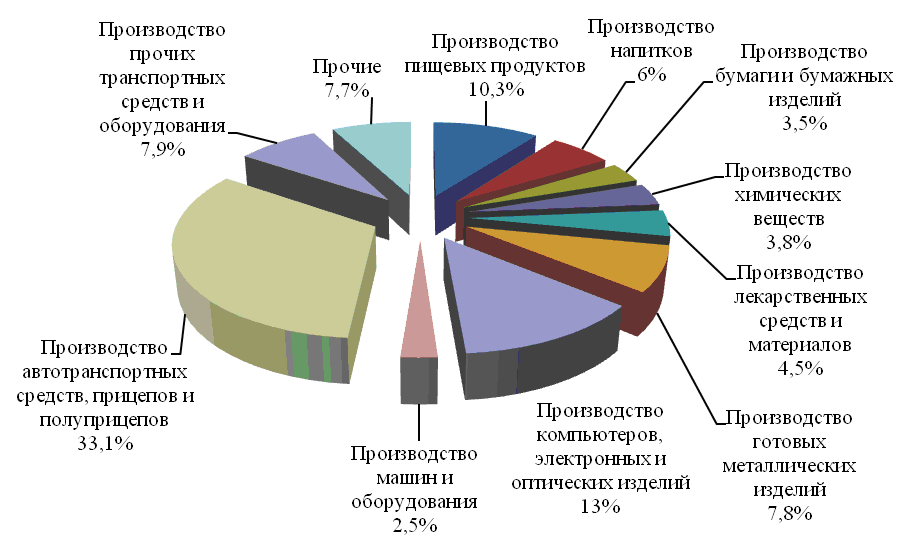 Производство
прочих
транспортных
средств и
оборудования
7,9%
Прочие
7,7%
Производство
пищевых продуктов
10,3%
Производство
напитков
6%
Производство
бумаги и бумажных
изделий
3,5%
Производство
химических
веществ
3,8%
Производство
лекарственных
средств и
материалов
4,5%
Производство
готовых
металлических
изделий
7,8%
Производство
компьютеров,
электронных и
оптических изделий
13%
Производство
машин и
оборудования
2,5%
Производство
автотранспортных
средств, прицепов и
полуприцепов
33,1%